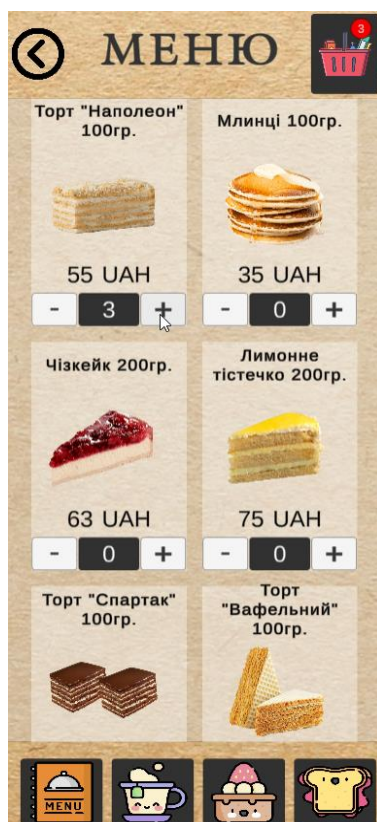 МЕНЮ
3
Торт "Наполеон"
100гр.
55 UAH
- 3 +
Млинці 100гр.
35 UAH
- 0 +
Чізкейк 200гр.
63 UAH
- 0 +
Лимонне
тістечко 200гр.
75 UAH
- 0 +
Торт "Спартак"
100гр.
Торт
"Вафельний"
100гр.
MENU